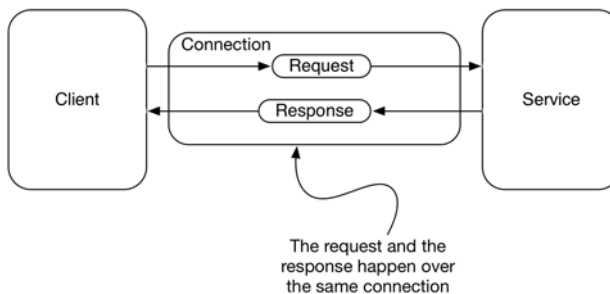 Connection
Request
Client
Service
Response
The request and the
response happen over
the same connection